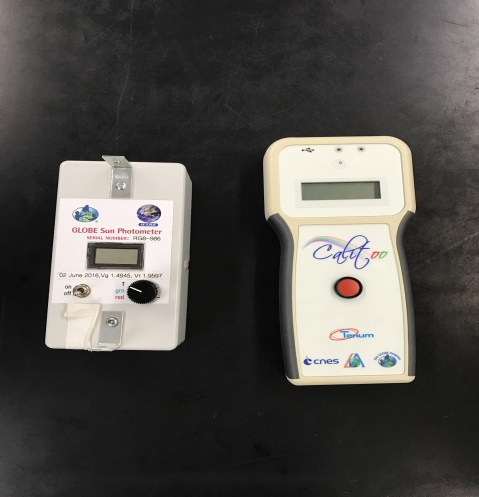 GLOBE Sun Photometer
SERIAL NUMBER: RG8-986
02 June 2016,Vg 1.4945, Vr 1.9597
on
off
T
grn
red
Calitoo
Tenum
cnes